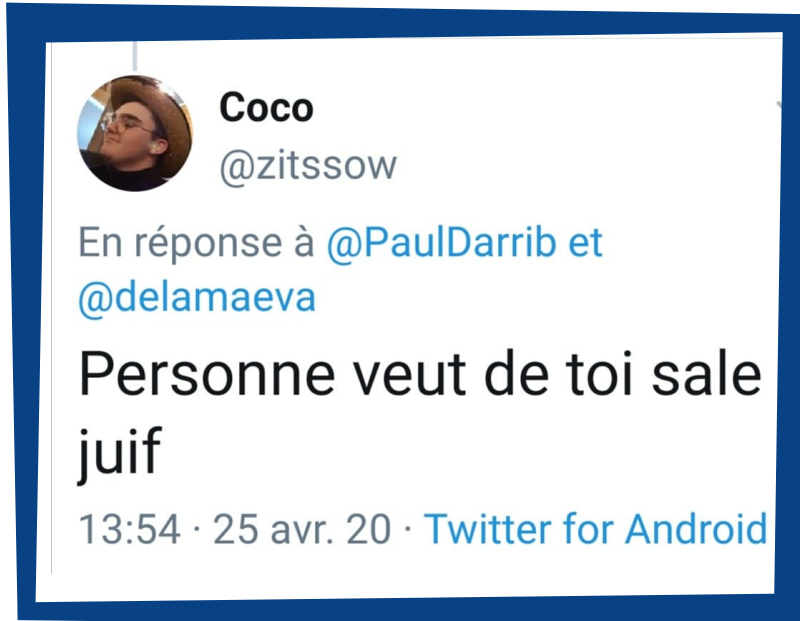 Coco
@zitssow
En réponse à @PaulDarrib et
@delamaeva
Personne veut de toi sale
juif
13:54 · 25 avr. 20 · Twitter for Android